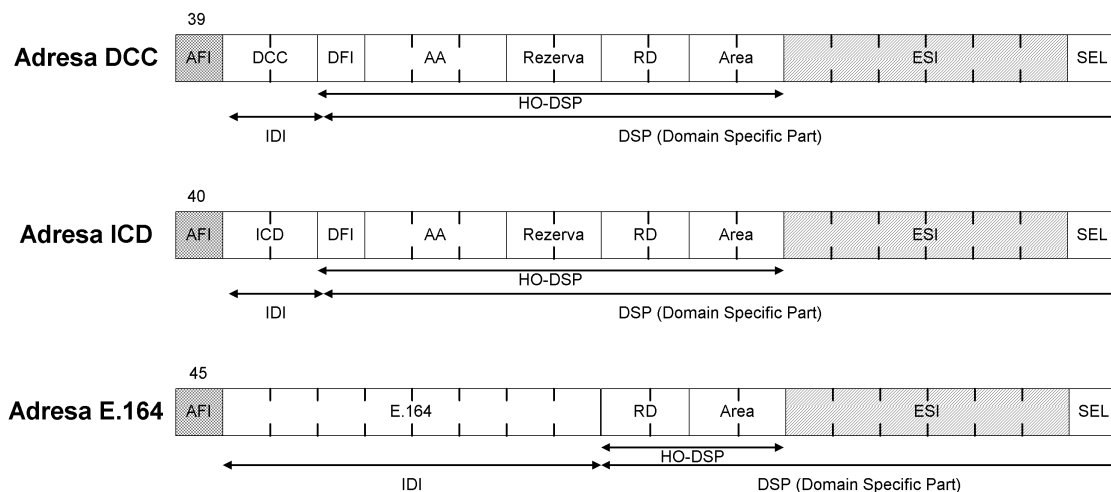 39
Adresa DCC AFI DCC DFI AA Rezerva RD Area ESI SEL
HO-DSP
IDI DSP (Domain Specific Part)
40
Adresa ICD AFI ICD DFI AA Rezerva RD Area ESI SEL
HO-DSP
IDI DSP (Domain Specific Part)
45
Adresa E.164 AFI E.164 RD Area ESI SEL
HO-DSP
IDI DSP (Domain Specific Part)